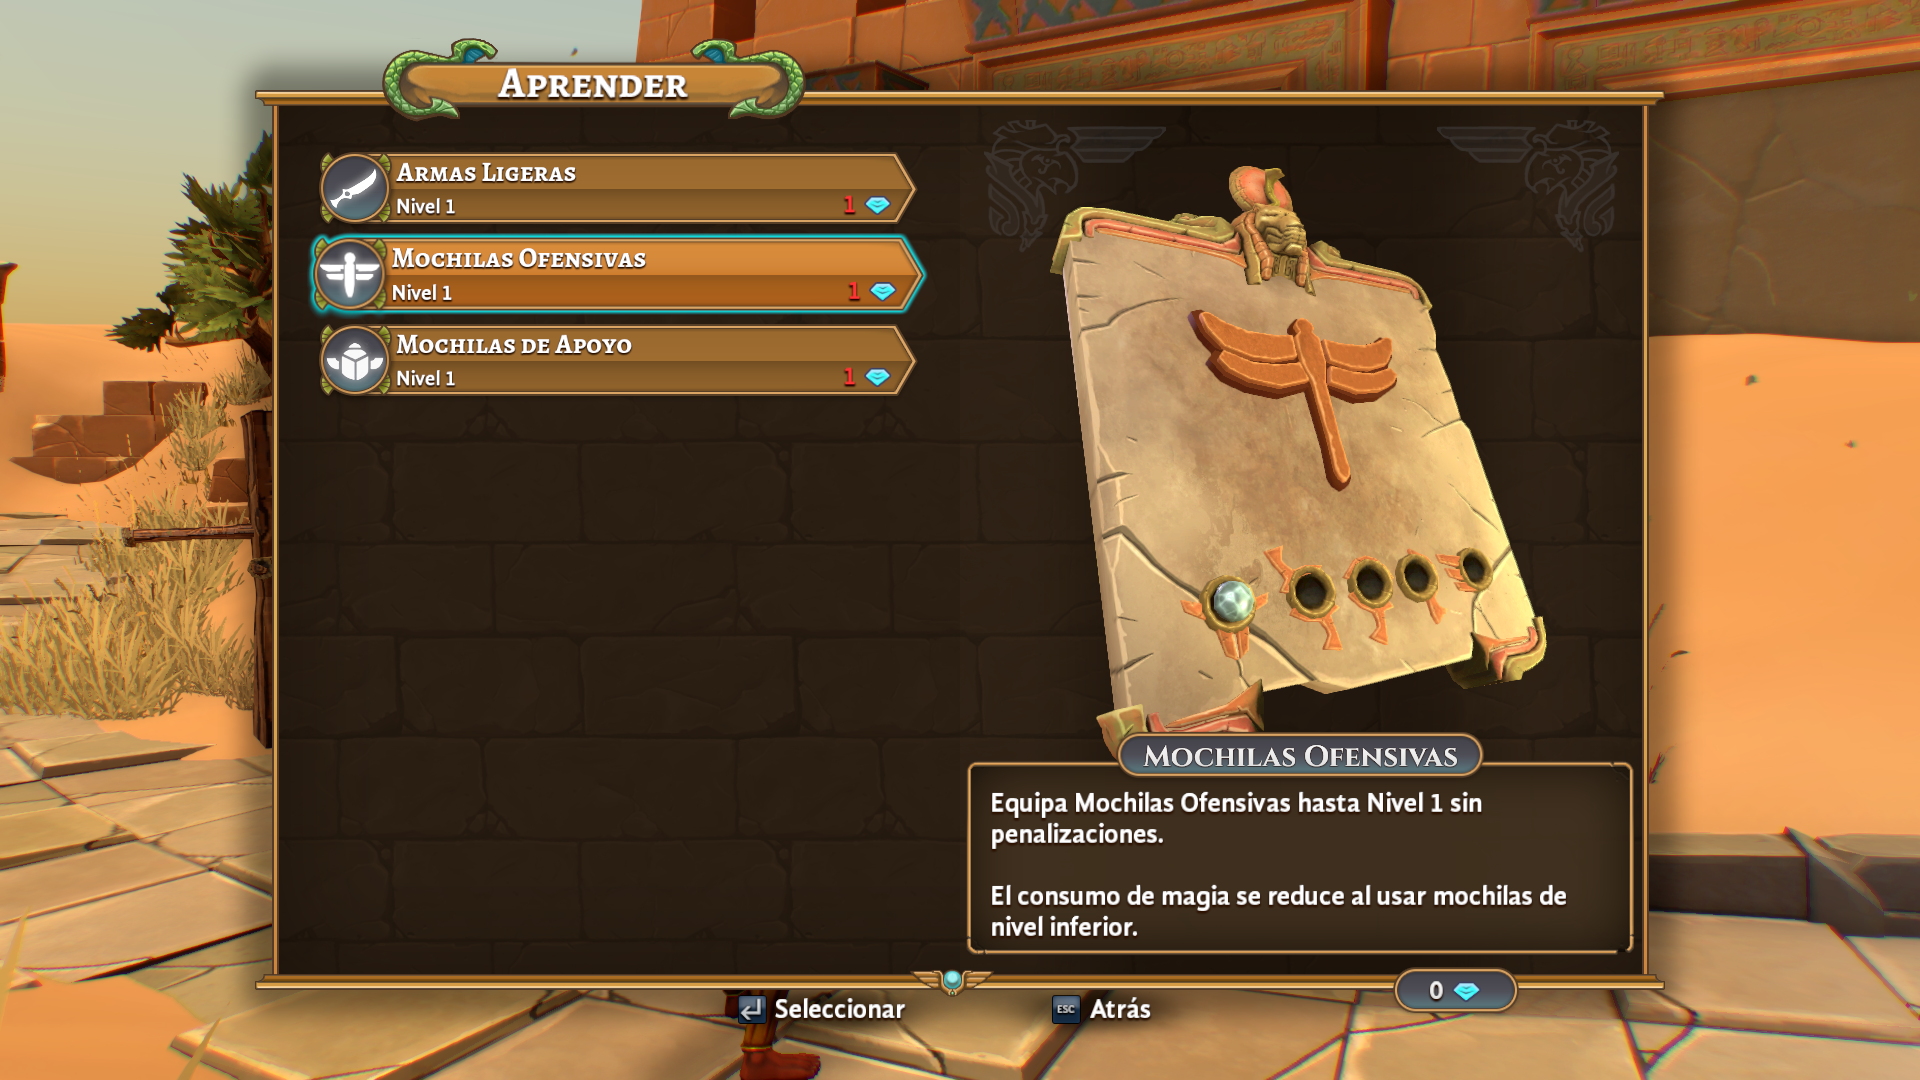 Aprender
Armas Ligeras
Nivel 1
1
Mochilas Ofensivas
Nivel 1
1
Mochilas de Apoyo
Nivel 1
1
Mochilas Ofensivas
Equipa Mochilas Ofensivas hasta Nivel 1 sin
penalizaciones.
El consumo de magia se reduce al usar mochilas de
nivel inferior.
0
Seleccionar
ESC Atrás